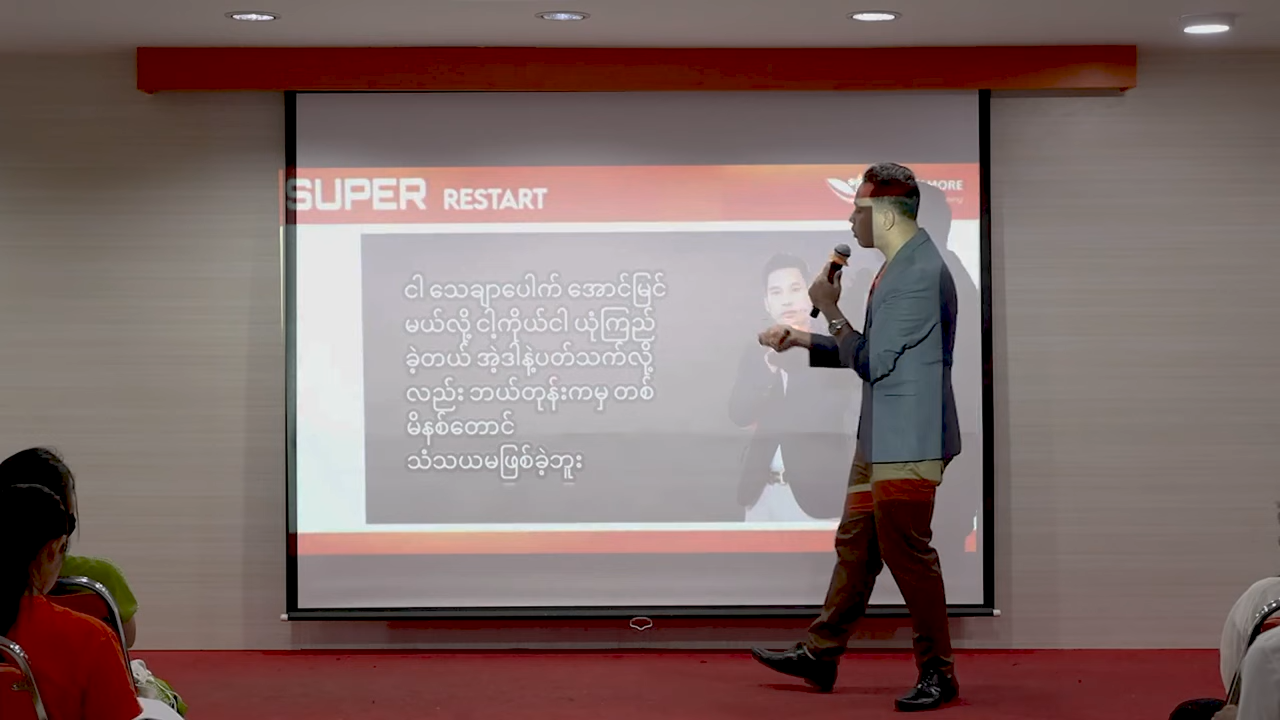 SUPER RESTART
MORE
ငါ သေချာပေါက် အောင်မြင်
မယ်လို့ ငါ့ကိုယ်ငါ ယုံကြည်
ခဲ့တယ် အဲ့ဒါနဲ့ပတ်သက်လို့
လည်း ဘယ်တုန်းကမှ တစ်
မိနစ်တောင်
သံသယမဖြစ်ခဲ့ဘူး